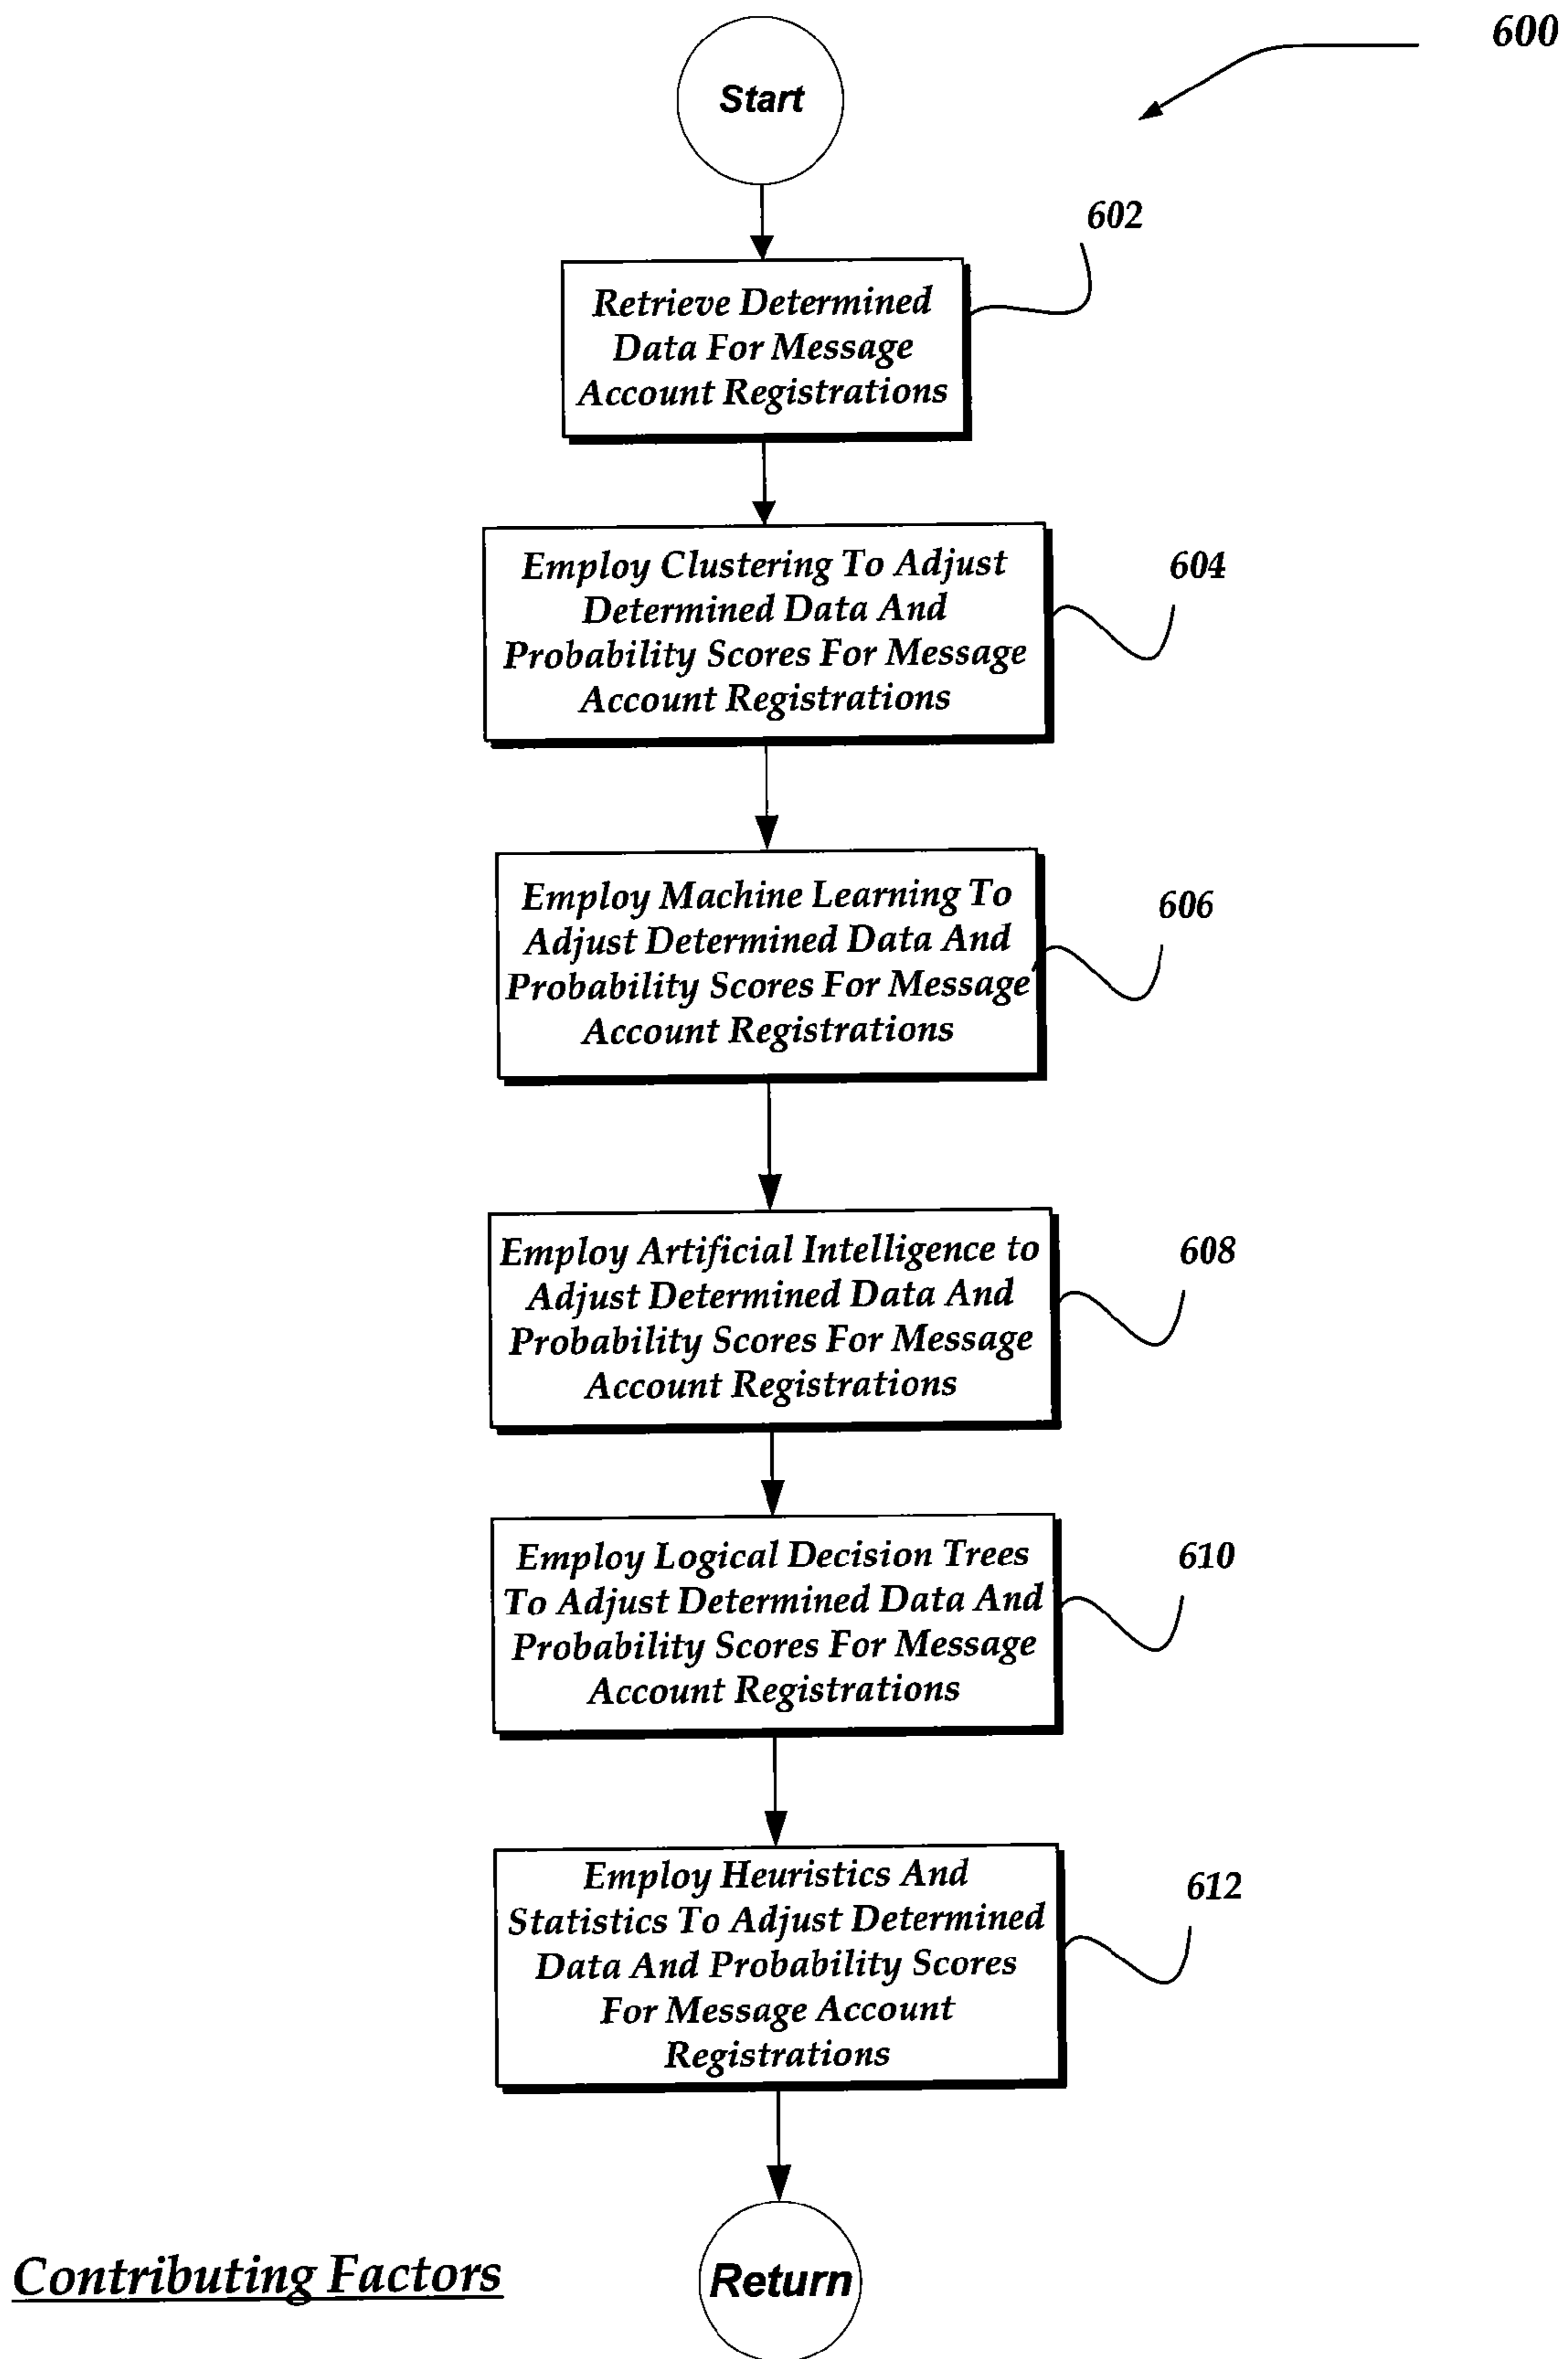 600
Start
602
Retrieve Determined
Data For Message
Account Registrations
604
Employ Clustering To Adjust
Determined Data And
Probability Scores For Message
Account Registrations
606
Employ Machine Learning To
Adjust Determined Data And
Probability Scores For Message
Account Registrations
608
Employ Artificial Intelligence to
Adjust Determined Data And
Probability Scores For Message
Account Registrations
610
Employ Logical Decision Trees
To Adjust Determined Data And
Probability Scores For Message
Account Registrations
612
Employ Heuristics And
Statistics To Adjust Determined
Data And Probability Scores
For Message Account
Registrations
Contributing Factors
Return